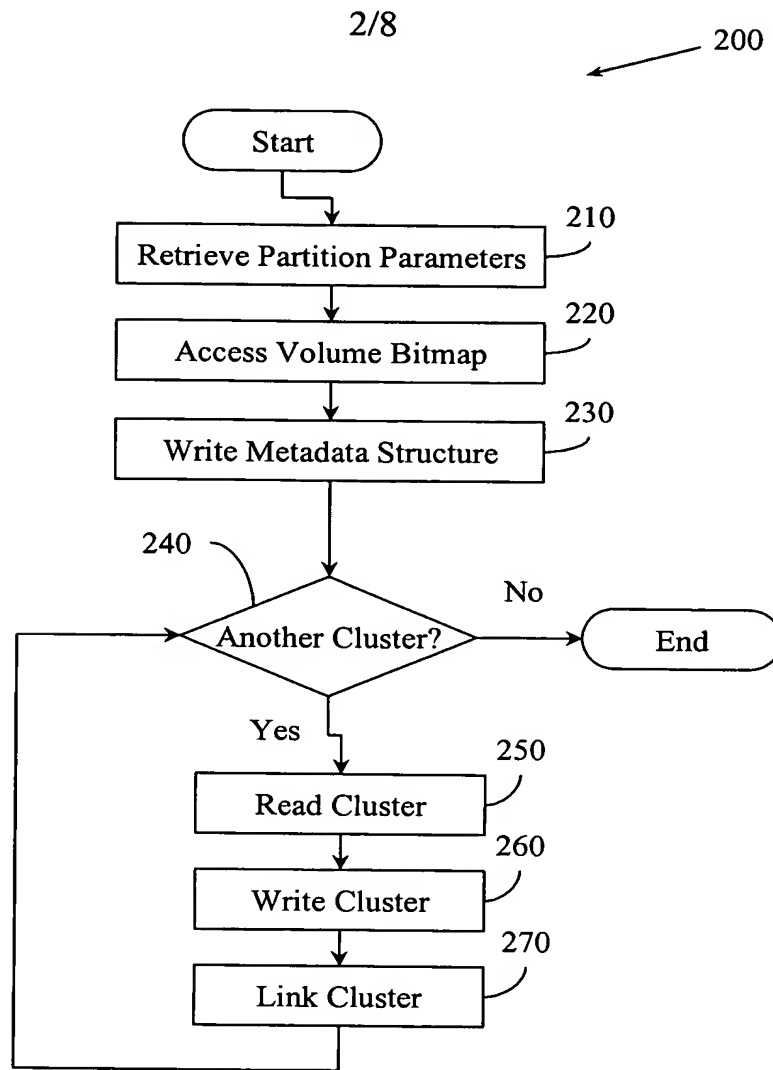 2/8
200
Start
210
Retrieve Partition Parameters
220
Access Volume Bitmap
230
Write Metadata Structure
240
Another Cluster?
No
End
Yes
250
Read Cluster
260
Write Cluster
270
Link Cluster